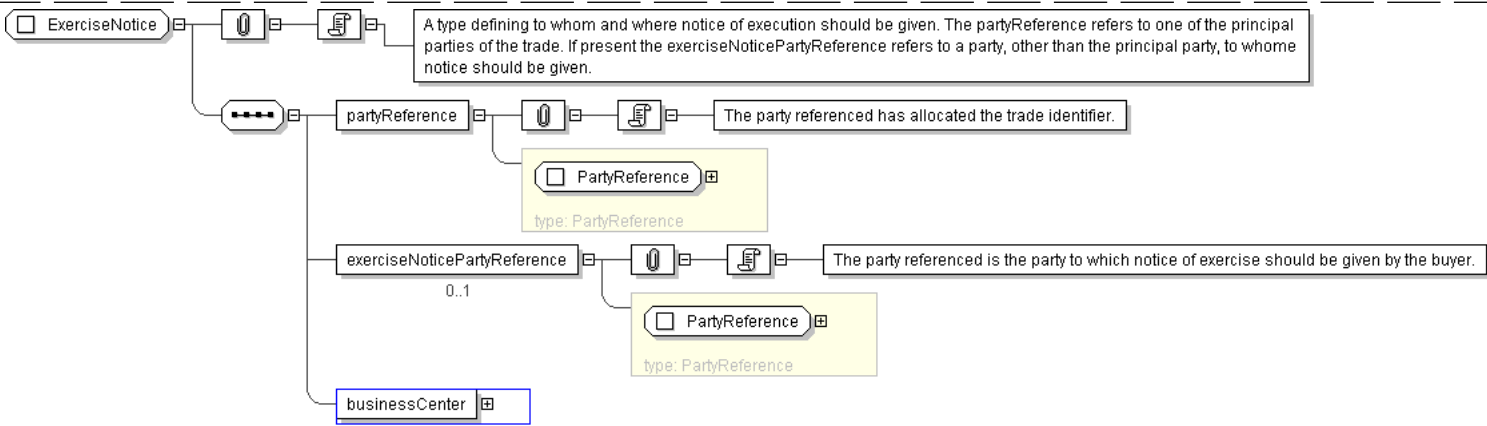 ExerciseNotice
A type defining to whom and where notice of execution should be given. The partyReference refers to one of the principal
parties of the trade. If present the exerciseNoticePartyReference refers to a party, other than the principal party, to whome
notice should be given.
partyReference
The party referenced has allocated the trade identifier.
PartyReference
type: PartyReference
exerciseNoticePartyReference
The party referenced is the party to which notice of exercise should be given by the buyer.
0..1
PartyReference
type: PartyReference
businessCenter